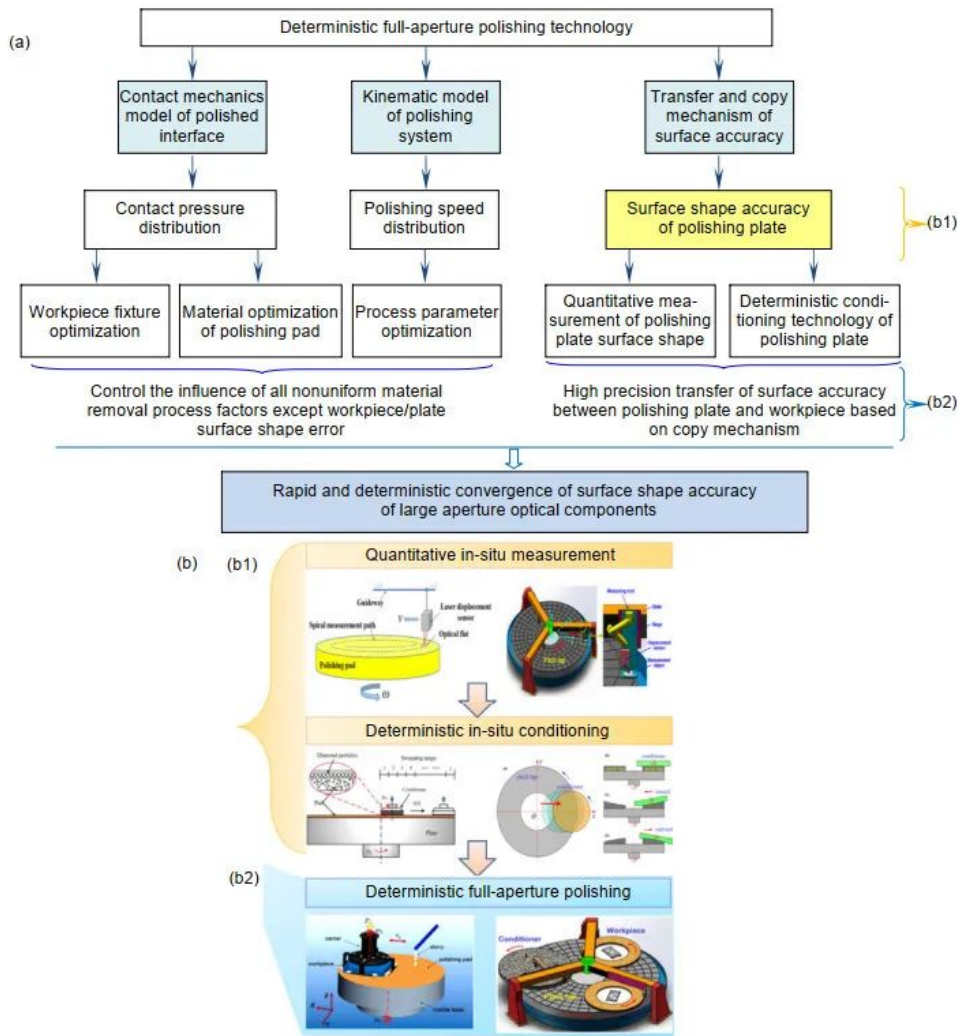 Deterministic full-aperture polishing technology
(a)
Contact mechanics
model of polished
interface
Kinematic model
of polishing
system
Transfer and copy
mechanism
of surface accuracy
Contact pressure
distribution
Polishing speed
distribution
Surface shape accuracy
of polishing plate
(b1)
Workpiece fixture
optimization
Material optimization
of polishing pad
Process parameter
optimization
Quantitative mea-
surement of polishing
plate surface shape
Deterministic condi-
tioning technology of
polishing plate
Control the influence of all nonuniform material
removal process factors except workpiece/plate
surface shape error
High precision transfer of surface accuracy
between polishing plate and workpiece based
on copy mechanism
(b2)
Rapid and deterministic convergence of surface shape accuracy
of large aperture optical components
(b)
(b1)
Quantitative in-situ measurement
Guideway
Laser displacement
sensor
Spiral measurement path
Optical flat
Polishing pad
ω
Pitch lap
Deterministic in-situ conditioning
Diamond particles
Conditioner
Plate
pitch lap
(b2)
Deterministic full-aperture polishing
carrier
slurry
workpiece
polishing pad
Conditioner
Workpiece